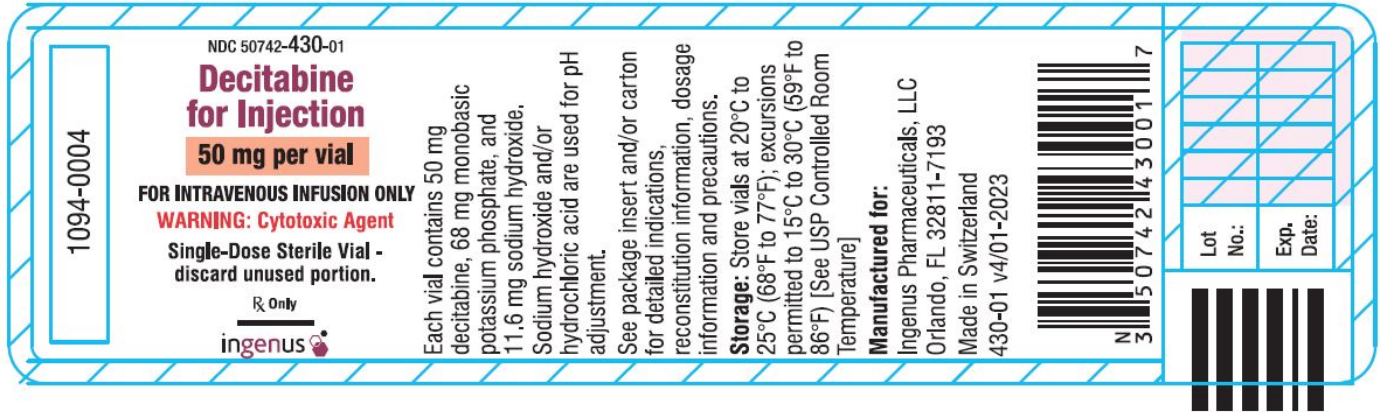 1094-0004
NDC 50742-430-01
Decitabine
for Injection
50 mg per vial
FOR INTRAVENOUS INFUSION ONLY
WARNING: Cytotoxic Agent
Single-Dose Sterile Vial -
discard unused portion.
℞ Only
ingenus
Each vial contains 50 mg
decitabine, 68 mg monobasic
potassium phosphate, and
11.6 mg sodium hydroxide.
Sodium hydroxide and/or
hydrochloric acid are used for pH
adjustment.
See package insert and/or carton
for detailed indications,
reconstitution information, dosage
information and precautions.
Storage: Store vials at 20°C to
25°C (68°F to 77°F); excursions
permitted to 15°C to 30°C (59°F to
86°F) [See USP Controlled Room
Temperature]
Manufactured for:
Ingenus Pharmaceuticals, LLC
Orlando, FL 32811-7193
Made in Switzerland
430-01 v4/01-2023
N
3 50742 43001 7
Lot
No.:
Exp.
Date: